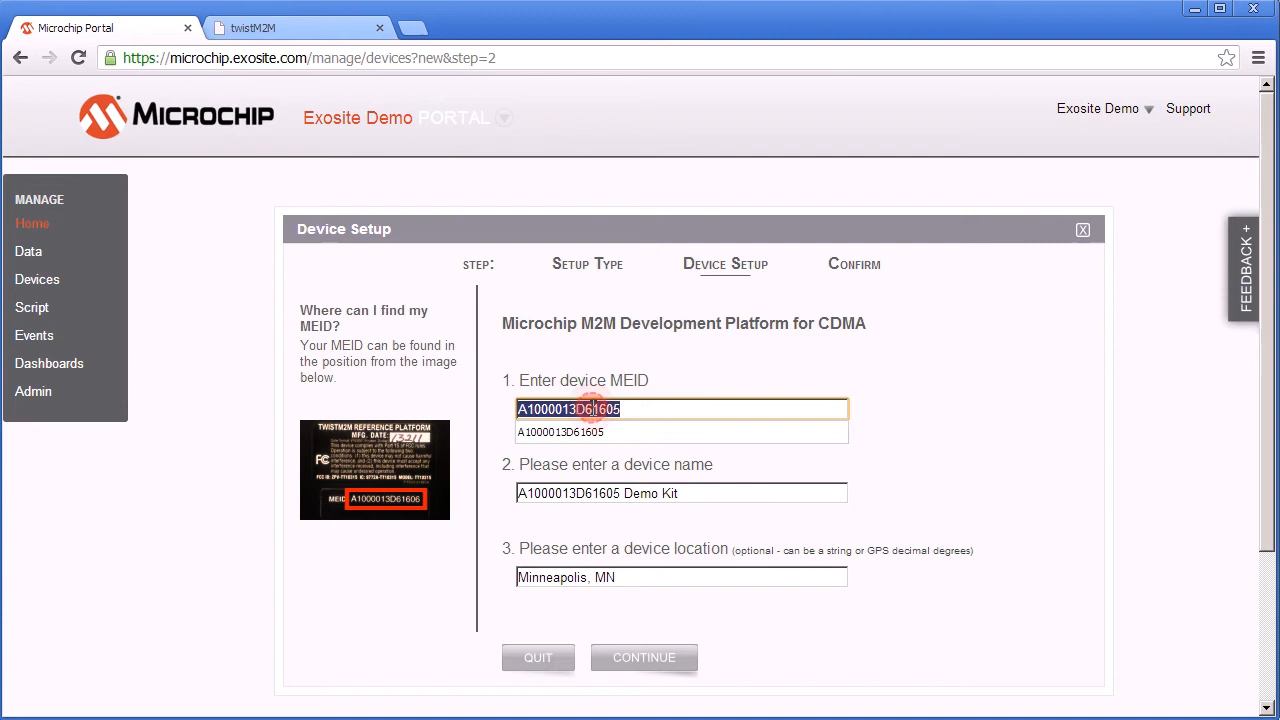 Microchip Portal
twistM2M
https://microchip.exosite.com/manage/devices?new&step=2
MICROCHIP
Exosite Demo PORTAL
Exosite Demo
Support
MANAGE
Home
Data
Devices
Script
Events
Dashboards
Admin
FEEDBACK +
Device Setup
X
STEP:
SETUP TYPE
DEVICE SETUP
CONFIRM
Where can I find my
MEID?
Your MEID can be found in
the position from the image
below.
TWISTM2M REFERENCE PLATFORM
MFG. DATE: 13211
FC
MEID: A1000013D61606
Microchip M2M Development Platform for CDMA
1. Enter device MEID
A1000013D61605
A1000013D61605
2. Please enter a device name
A1000013D61605 Demo Kit
3. Please enter a device location (optional - can be a string or GPS decimal degrees)
Minneapolis, MN
QUIT
CONTINUE